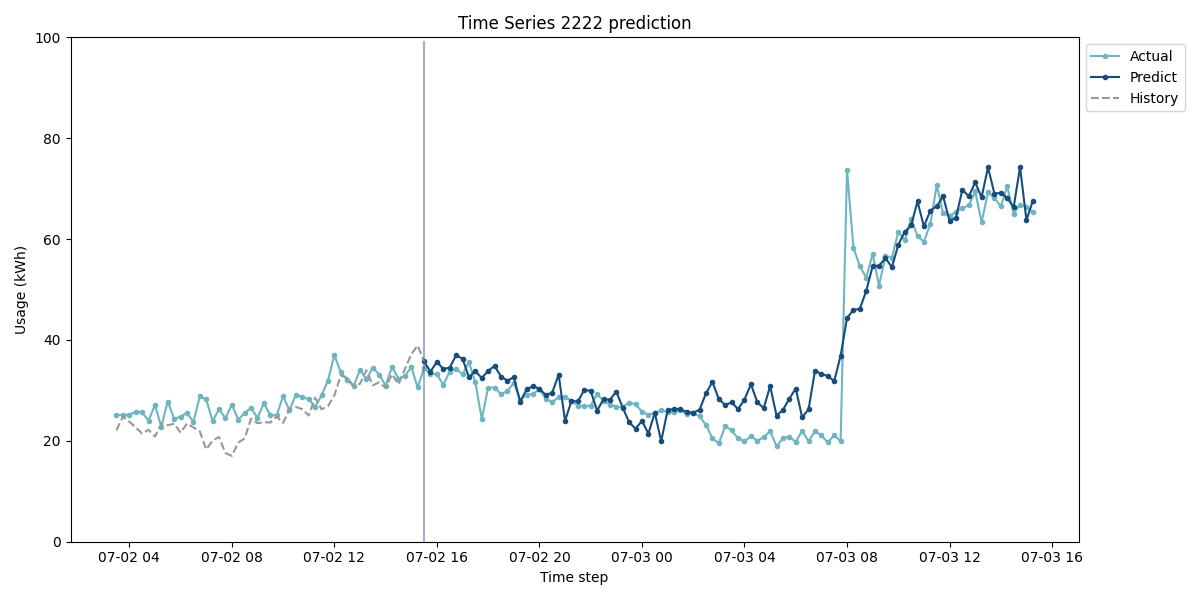 Time Series 2222 prediction
Usage (kWh)
100
80
60
40
20
0
07-02 04
07-02 08
07-02 12
07-02 16
07-02 20
07-03 00
07-03 04
07-03 08
07-03 12
07-03 16
Time step
Actual
Predict
History